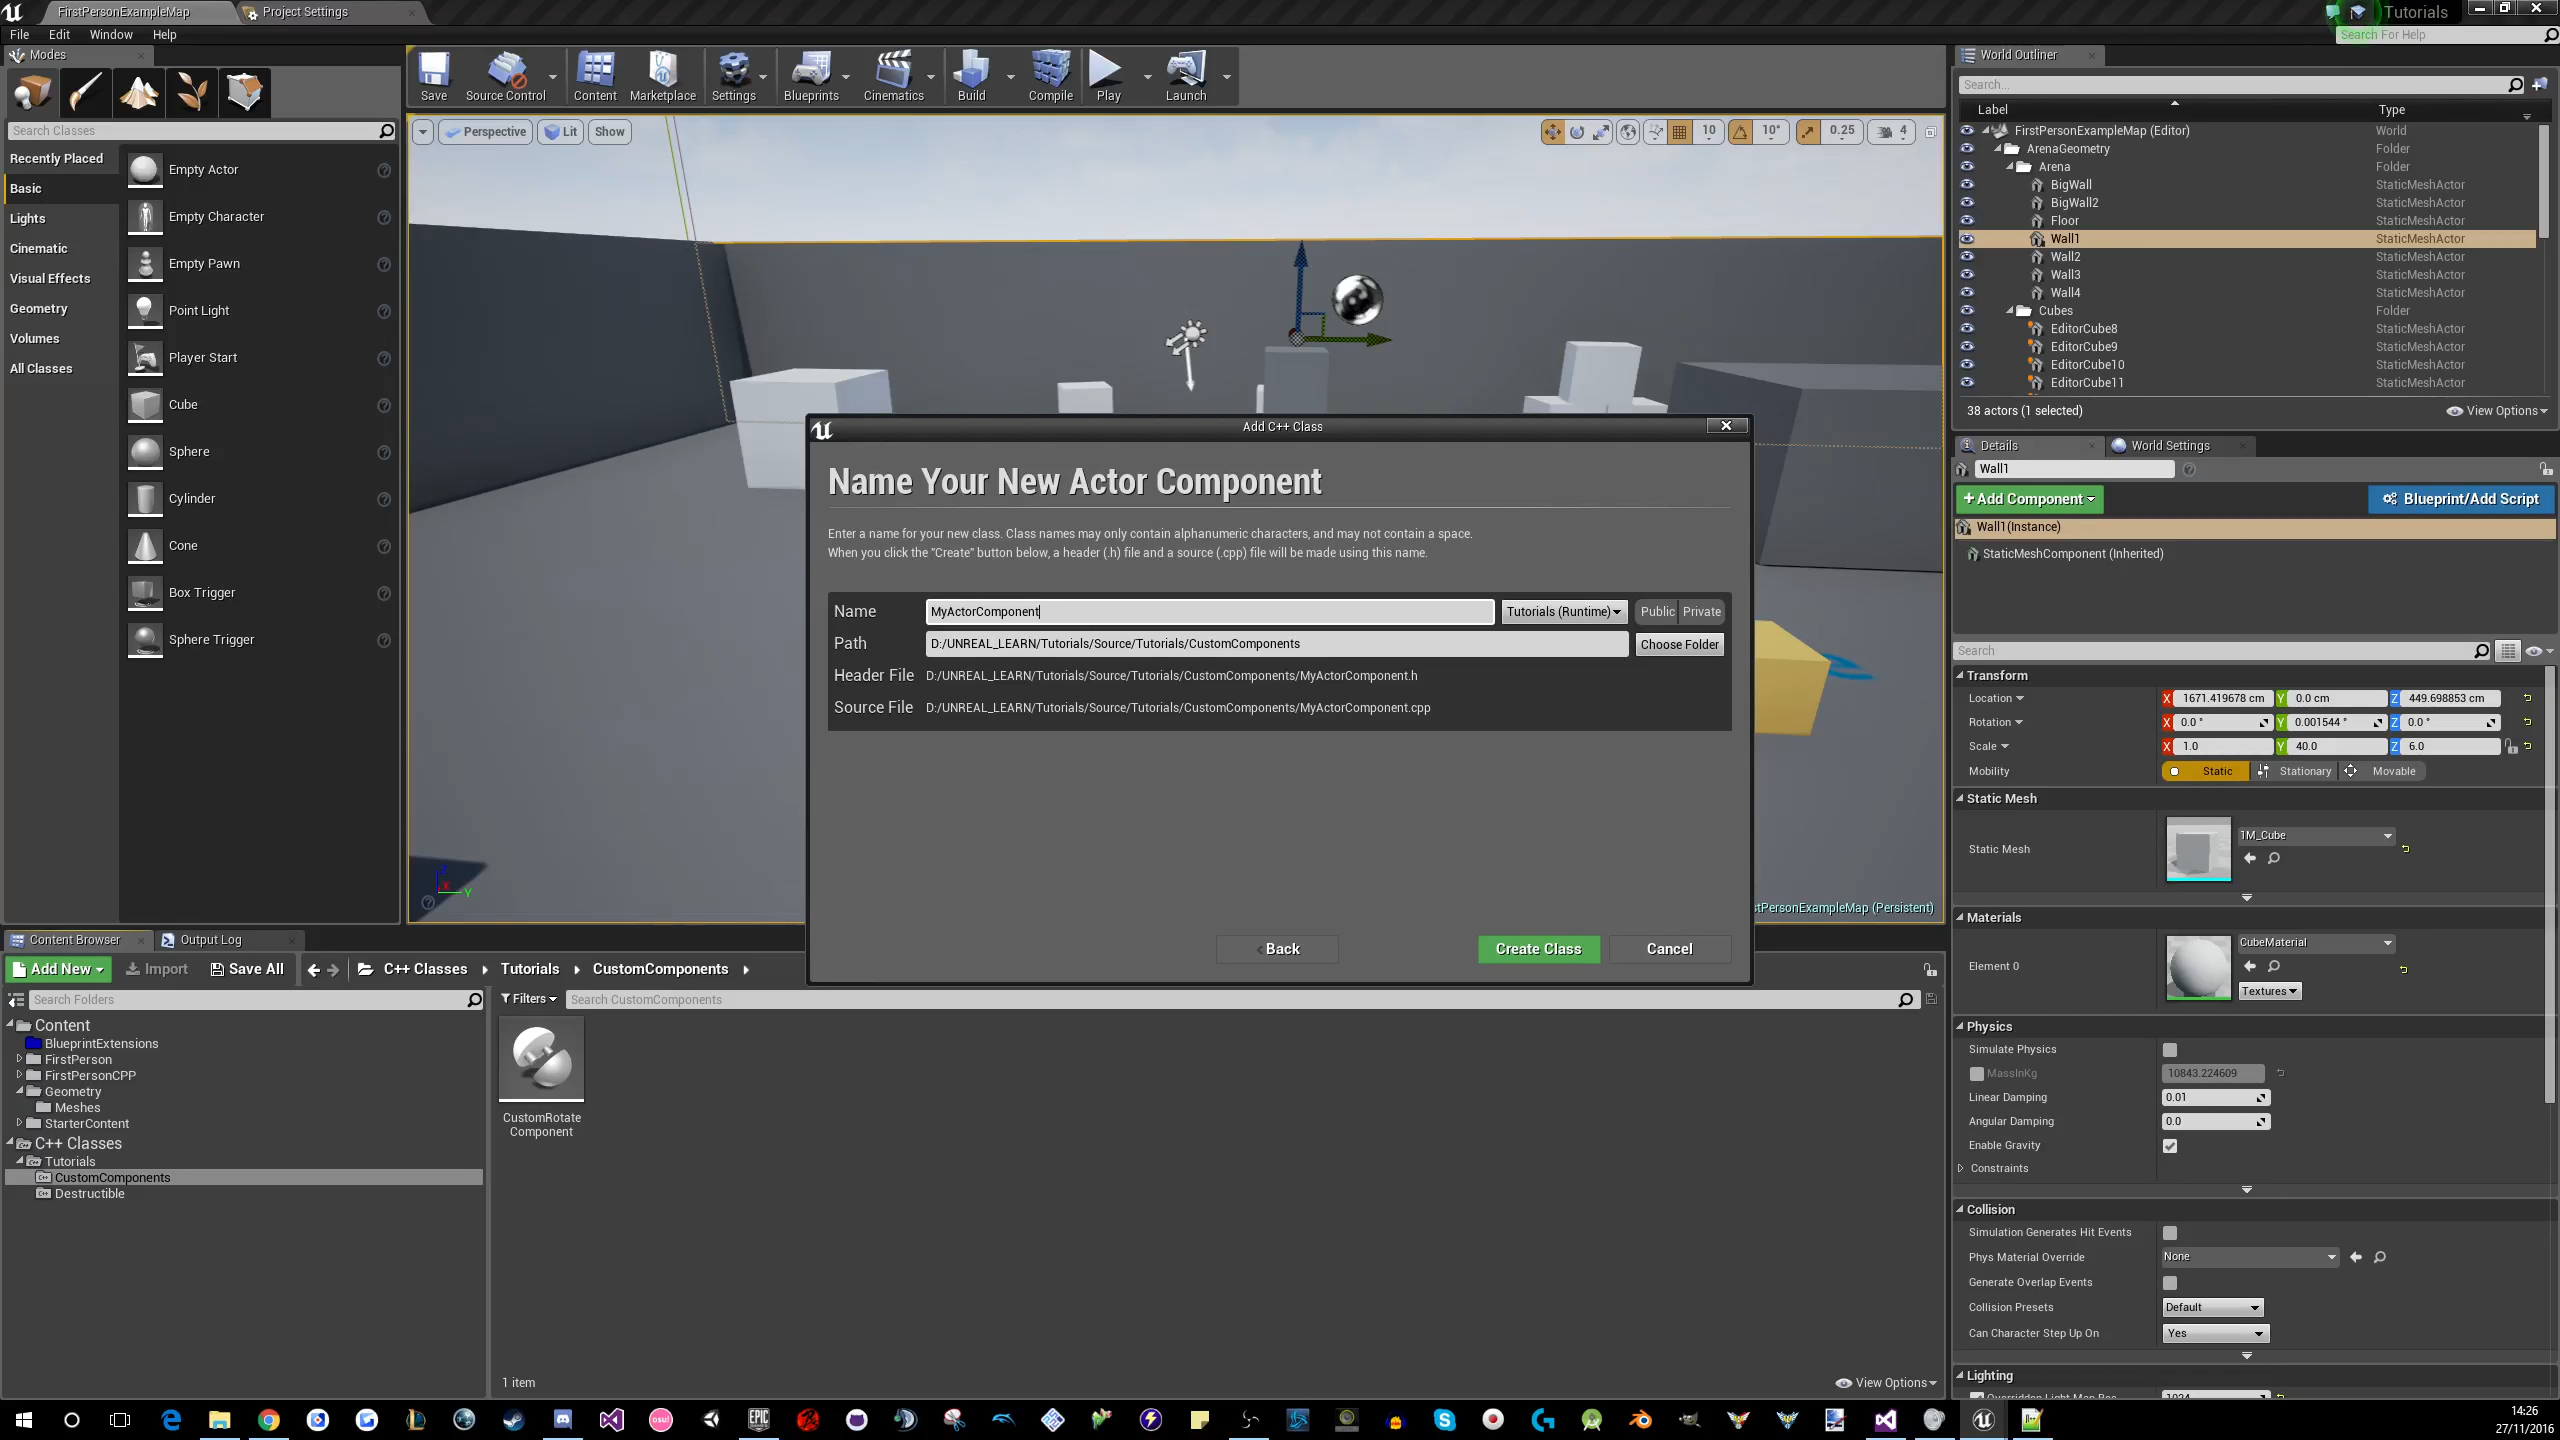 FirstPersonExampleMap
Project Settings
Tutorials
File Edit Window Help
Search For Help
Modes
Search Classes
Recently Placed
Basic
Lights
Cinematic
Visual Effects
Geometry
Volumes
All Classes
Empty Actor
Empty Character
Empty Pawn
Point Light
Player Start
Cube
Sphere
Cylinder
Cone
Box Trigger
Sphere Trigger
Save
Source Control
Content
Marketplace
Settings
Blueprints
Cinematics
Build
Compile
Play
Launch
Perspective Lit Show
10 10° 0.25 4
Z
X
Y
stPersonExampleMap (Persistent)
Add C++ Class
Name Your New Actor Component
Enter a name for your new class. Class names may only contain alphanumeric characters, and may not contain a space.
When you click the "Create" button below, a header (.h) file and a source (.cpp) file will be made using this name.
Name MyActorComponent Tutorials (Runtime) Public Private
Path D:/UNREAL_LEARN/Tutorials/Source/Tutorials/CustomComponents Choose Folder
Header File D:/UNREAL_LEARN/Tutorials/Source/Tutorials/CustomComponents/MyActorComponent.h
Source File D:/UNREAL_LEARN/Tutorials/Source/Tutorials/CustomComponents/MyActorComponent.cpp
< Back
Create Class
Cancel
World Outliner
Search...
Label Type
FirstPersonExampleMap (Editor) World
ArenaGeometry Folder
Arena Folder
BigWall StaticMeshActor
BigWall2 StaticMeshActor
Floor StaticMeshActor
Wall1 StaticMeshActor
Wall2 StaticMeshActor
Wall3 StaticMeshActor
Wall4 StaticMeshActor
Cubes Folder
EditorCube8 StaticMeshActor
EditorCube9 StaticMeshActor
EditorCube10 StaticMeshActor
EditorCube11 StaticMeshActor
38 actors (1 selected) View Options
Details
World Settings
Wall1
+Add Component
Blueprint/Add Script
Wall1(Instance)
StaticMeshComponent (Inherited)
Search
Transform
Location X 1671.419678 cm Y 0.0 cm Z 449.698853 cm
Rotation X 0.0 ° Y 0.001544 ° Z 0.0 °
Scale X 1.0 Y 40.0 Z 6.0
Mobility Static Stationary Movable
Static Mesh
Static Mesh 1M_Cube
Materials
Element 0 CubeMaterial
Textures
Physics
Simulate Physics
MassInKg 10843.224609
Linear Damping 0.01
Angular Damping 0.0
Enable Gravity
Constraints
Collision
Simulation Generates Hit Events
Phys Material Override None
Generate Overlap Events
Collision Presets Default
Can Character Step Up On Yes
Lighting
Content Browser
Output Log
Add New Import Save All C++ Classes Tutorials CustomComponents
Search Folders
Filters Search CustomComponents
Content
BlueprintExtensions
FirstPerson
FirstPersonCPP
Geometry
Meshes
StarterContent
C++ Classes
Tutorials
CustomComponents
Destructible
CustomRotate
Component
1 item
View Options
osu!
EPIC
GAMES
14:26
27/11/2016